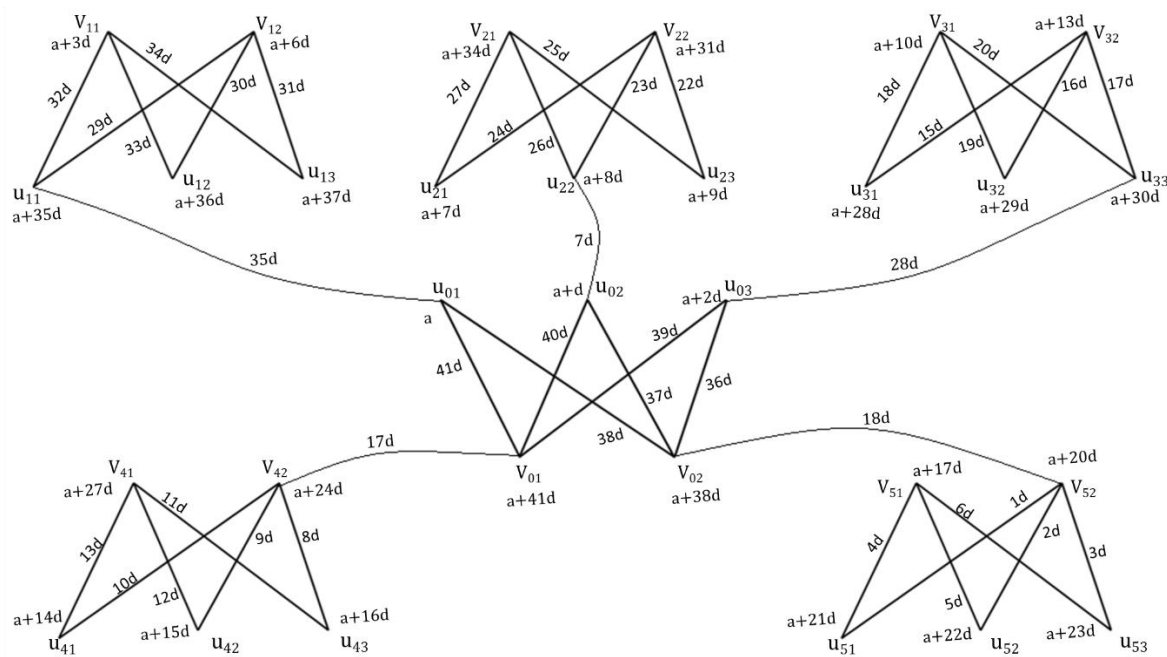 V₁₁ V₁₂ V₂₁ V₂₂ V₃₁ a+13d V₃₂
a+3d 34d a+6d a+34d 25d a+31d a+10d 20d
32d 30d 31d 27d 23d 22d 18d 16d 17d
29d 33d 24d 26d 15d 19d
u₁₁ u₁₂ u₁₃ u₂₁ u₂₂ a+8d u₂₃ u₃₁ u₃₂ u₃₃
a+35d a+36d a+37d a+7d a+9d a+28d a+29d a+30d
35d 7d 28d
u₀₁ a+d u₀₂ a+2d u₀₃
a 40d 39d
41d 37d 36d
38d
17d 18d
V₄₁ V₄₂ V₀₁ V₀₂ a+17d a+20d
a+27d 11d a+24d a+41d a+38d V₅₁ 6d 1d V₅₂
13d 9d 8d 4d 2d 3d
10d 12d 5d
a+14d a+15d a+16d a+21d a+22d a+23d
u₄₁ u₄₂ u₄₃ u₅₁ u₅₂ u₅₃